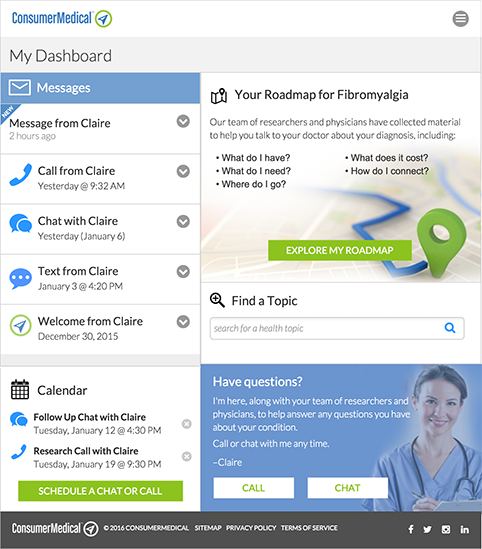 ConsumerMedical™
My Dashboard
Messages
NEW
Message from Claire
2 hours ago
Call from Claire
Yesterday @ 9:32 AM
Chat with Claire
Yesterday (January 6)
Text from Claire
January 3 @ 4:20 PM
Welcome from Claire
December 30, 2015
Calendar
Follow Up Chat with Claire
Tuesday, January 12 @ 4:30 PM
Research Call with Claire
Tuesday, January 19 @ 9:30 PM
SCHEDULE A CHAT OR CALL
Your Roadmap for Fibromyalgia
Our team of researchers and physicians have collected material
to help you talk to your doctor about your diagnosis, including:
• What do I have?
• What do I need?
• Where do I go?
• What does it cost?
• How do I connect?
EXPLORE MY ROADMAP
Find a Topic
search for a health topic
Have questions?
I'm here, along with your team of researchers and
physicians, to help answer any questions you have
about your condition.
Call or chat with me any time.
–Claire
CALL
CHAT
ConsumerMedical™
© 2016 CONSUMERMEDICAL SITEMAP PRIVACY POLICY TERMS OF SERVICE